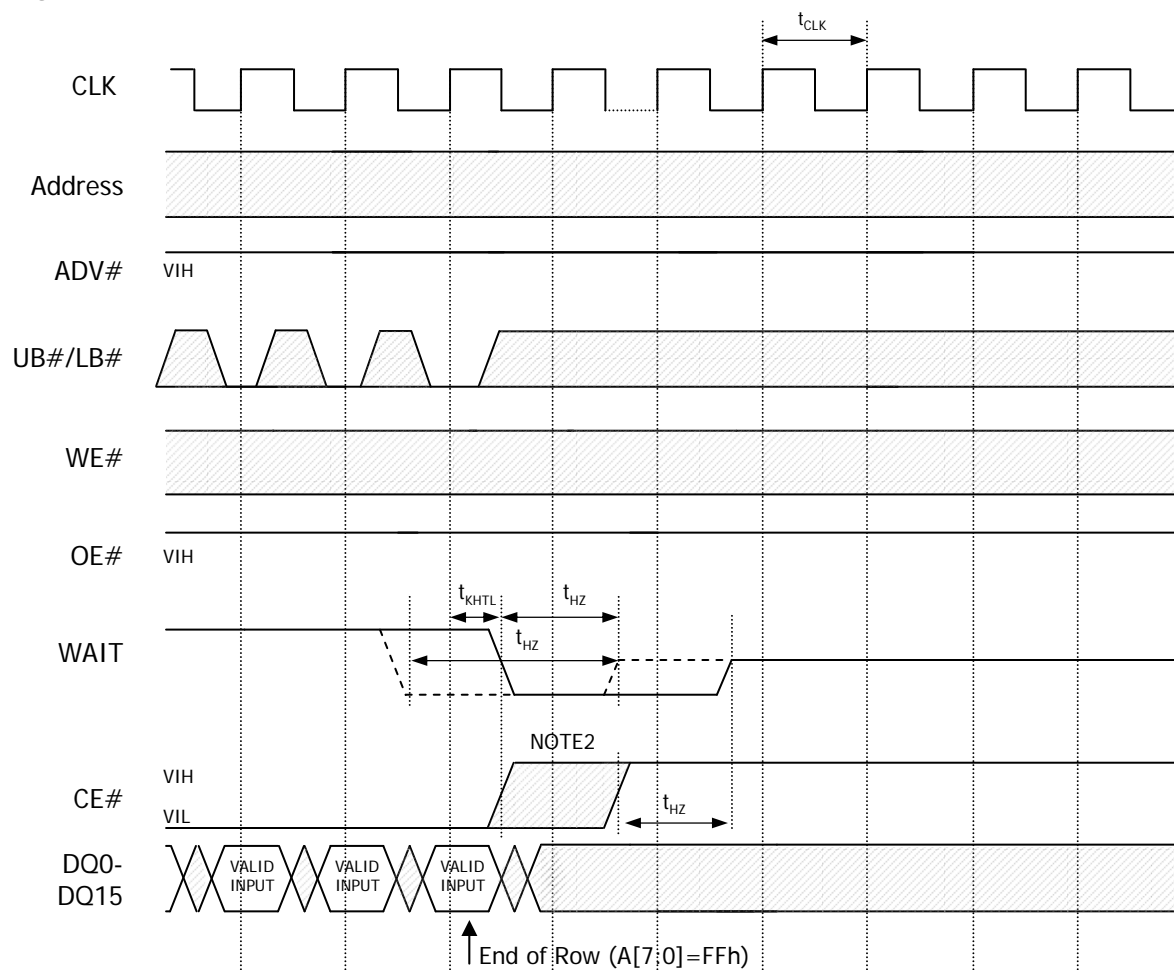 tCLK
CLK
Address
ADV#
VIH
UB#/LB#
WE#
OE#
VIH
tKHTL
tHZ
tHZ
WAIT
NOTE2
VIH
CE#
VIL
tHZ
DQ0-
DQ15
VALID
INPUT
VALID
INPUT
VALID
INPUT
End of Row (A[7:0]=FFh)